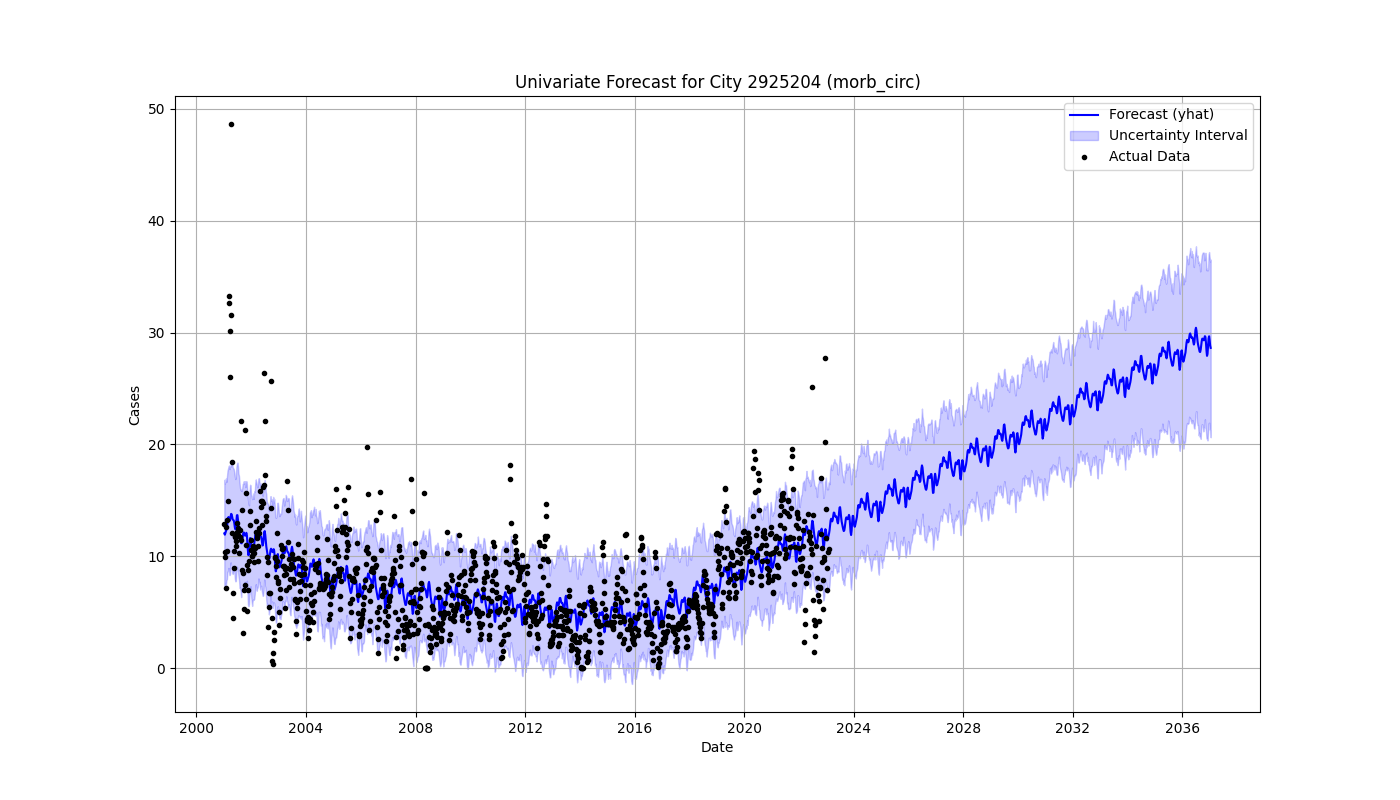 Univariate Forecast for City 2925204 (morb_circ)
Forecast (yhat)
Uncertainty Interval
Actual Data
Cases
50
40
30
20
10
0
2000 2004 2008 2012 2016 2020 2024 2028 2032 2036
Date